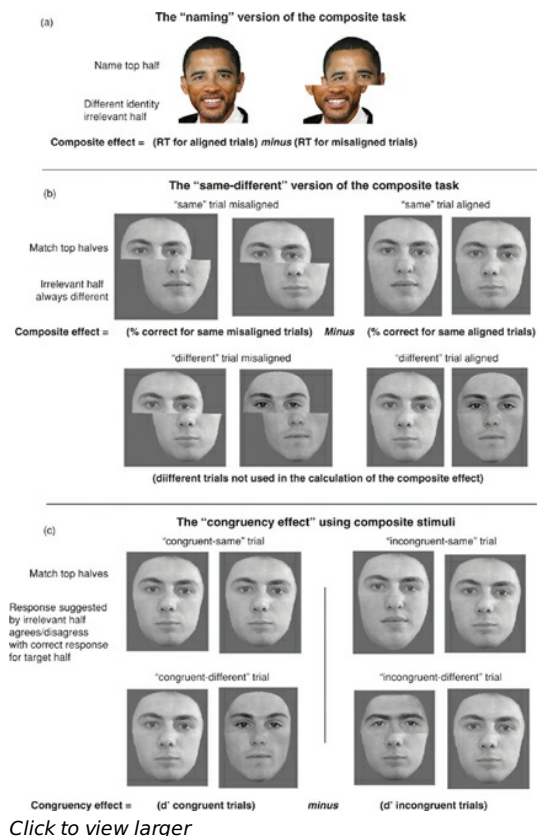 (a)
The "naming" version of the composite task
Name top half
Different identity
irrelevant half
Composite effect = (RT for aligned trials) minus (RT for misaligned trials)
(b)
The "same-different" version of the composite task
"same" trial misaligned
"same" trial aligned
Match top halves
Irrelevant half
always different
Composite effect = (% correct for same misaligned trials) Minus (% correct for same aligned trials)
"diifferent" trial misaligned
"different" trial aligned
(diifferent trials not used in the calculation of the composite effect)
(c)
The "congruency effect" using composite stimuli
"congruent-same" trial
"incongruent-same" trial
Match top halves
Response suggested
by irrelevant half
agrees/disagress
with correct response
for target half
"congruent-different" trial
"incongruent-different" trial
Congruency effect = (d' congruent trials) minus (d' incongruent trials)
Click to view larger